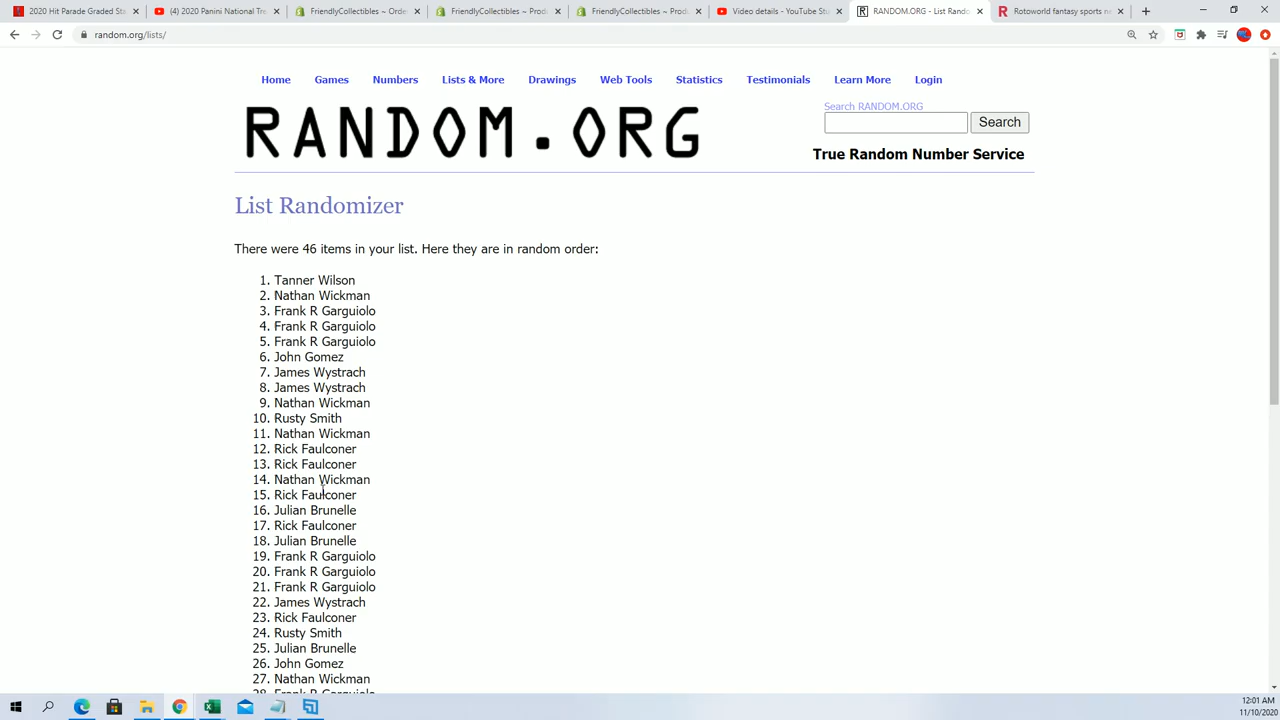 2020 Hit Parade Graded Sta
(4) 2020 Panini National Tre
FriendlyCollectibles ~ Orde
FriendlyCollectibles ~ Produ
FriendlyCollectibles ~ Produ
Video details - YouTube Stu
RANDOM.ORG - List Rando
Rotoworld fantasy sports ne
random.org/lists/
Home Games Numbers Lists & More Drawings Web Tools Statistics Testimonials Learn More Login
Search RANDOM.ORG
RANDOM.ORG
Search
True Random Number Service
List Randomizer
There were 46 items in your list. Here they are in random order:
1. Tanner Wilson
2. Nathan Wickman
3. Frank R Garguiolo
4. Frank R Garguiolo
5. Frank R Garguiolo
6. John Gomez
7. James Wystrach
8. James Wystrach
9. Nathan Wickman
10. Rusty Smith
11. Nathan Wickman
12. Rick Faulconer
13. Rick Faulconer
14. Nathan Wickman
15. Rick Faulconer
16. Julian Brunelle
17. Rick Faulconer
18. Julian Brunelle
19. Frank R Garguiolo
20. Frank R Garguiolo
21. Frank R Garguiolo
22. James Wystrach
23. Rick Faulconer
24. Rusty Smith
25. Julian Brunelle
26. John Gomez
27. Nathan Wickman
28. Frank R Garguiolo
12:01 AM
11/10/2020